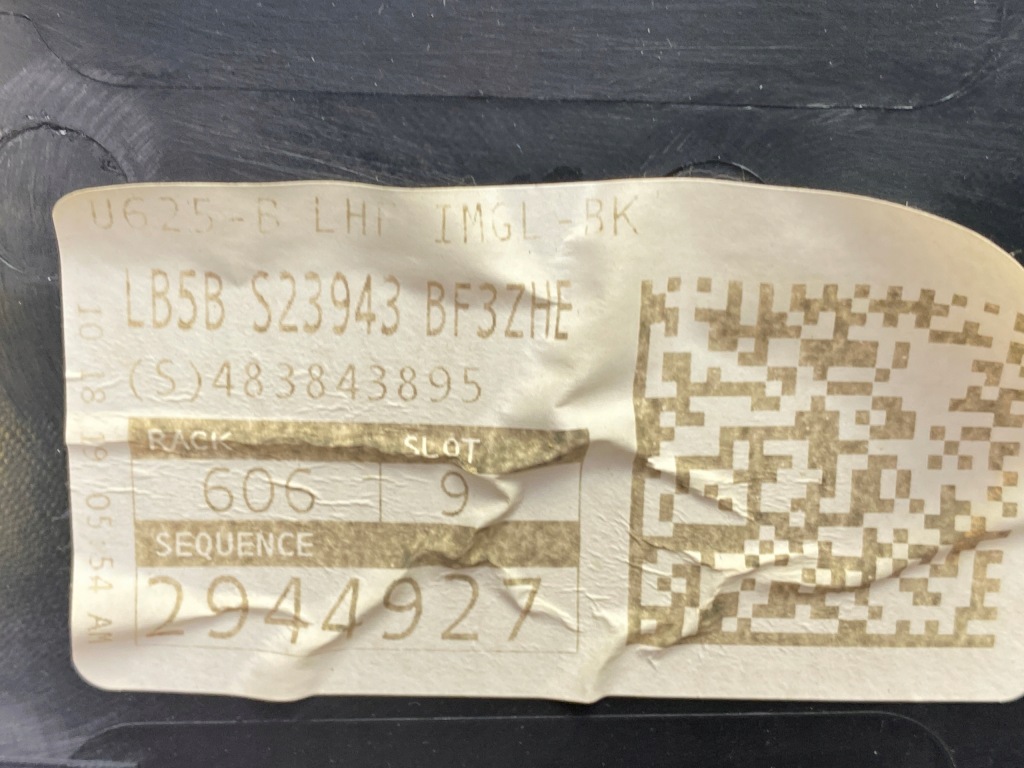 U625-B LHF IMGL -BK
LB5B S23943 BF3ZHE
(S)483843895
RACK SLOT
606 9
SEQUENCE
2944927
10 18 19 05:54 AM